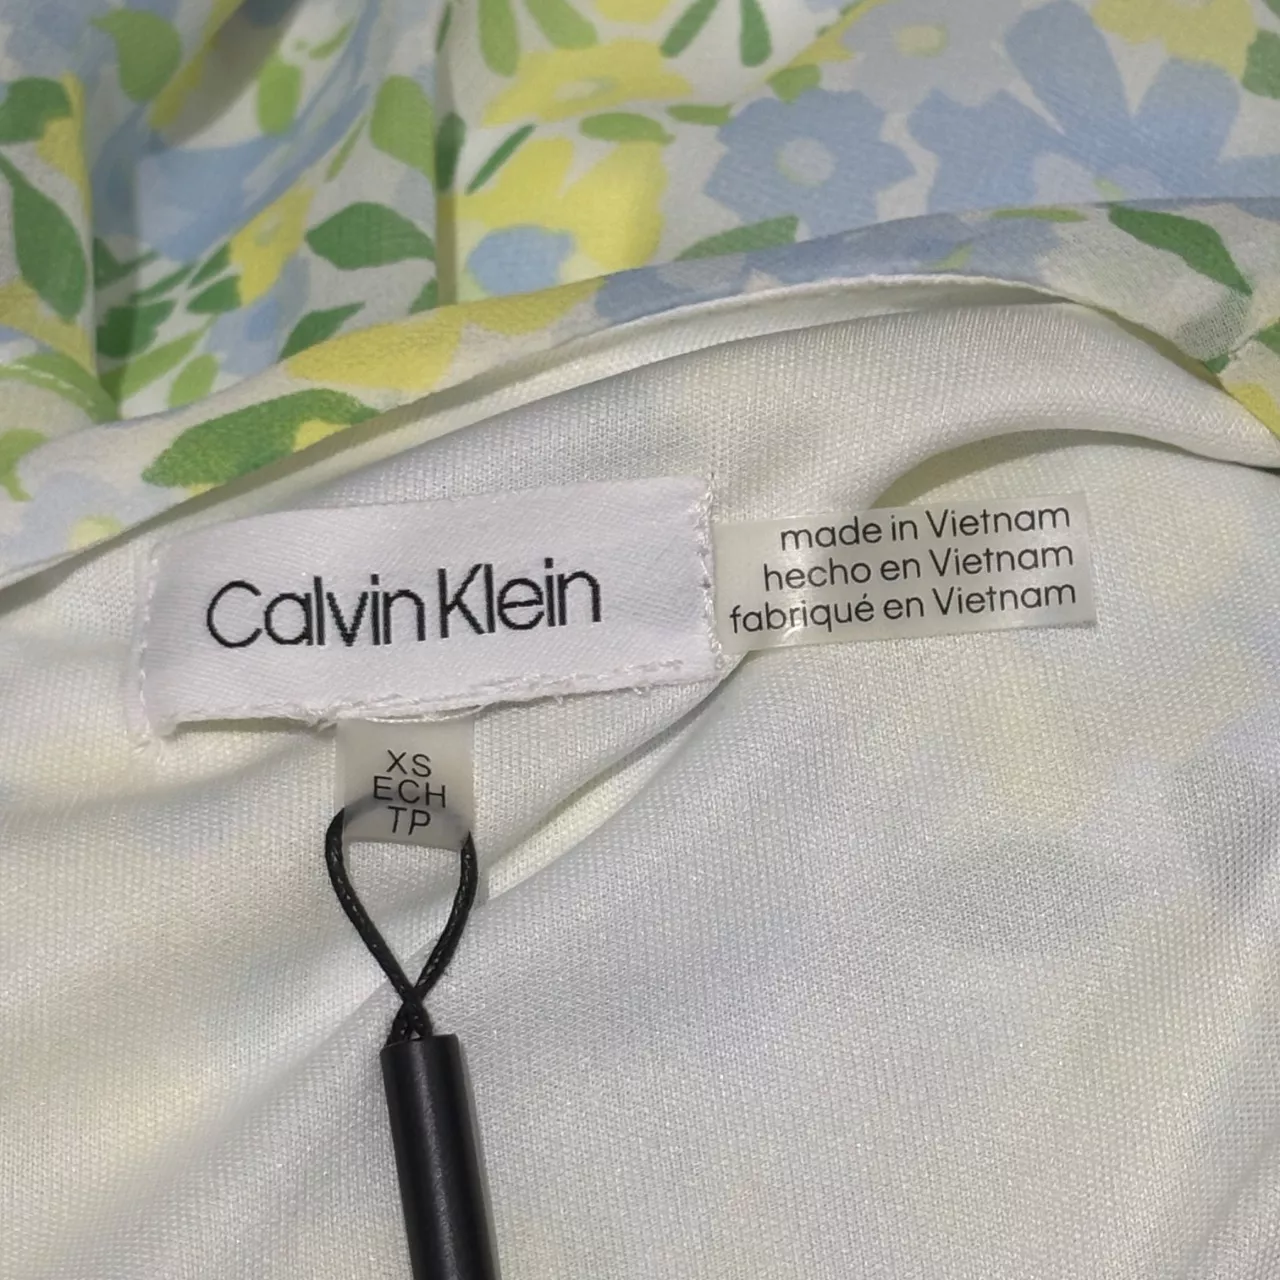 Calvin Klein
made in Vietnam
hecho en Vietnam
fabriqué en Vietnam
XS
ECH
TP